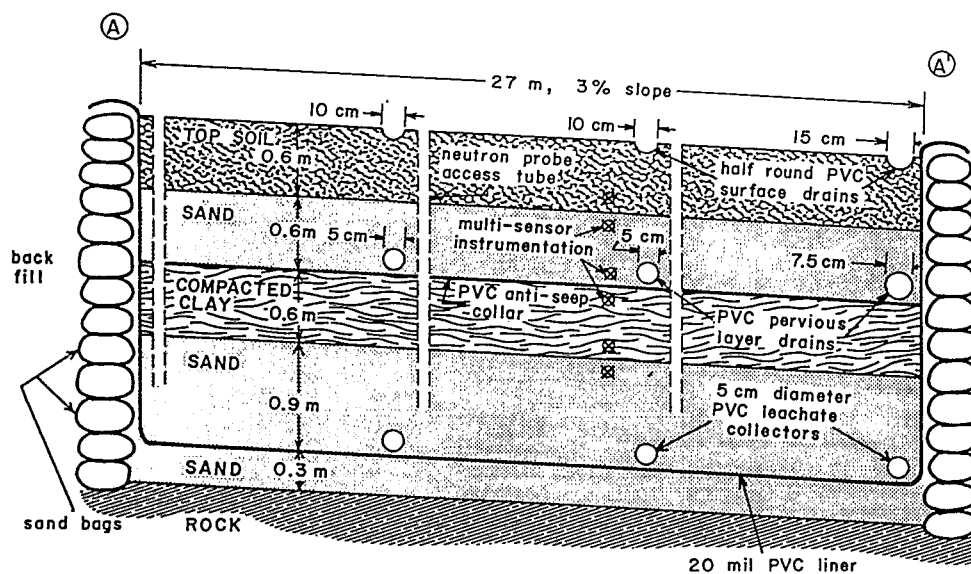 A
A'
27 m, 3% slope
10 cm
10 cm
15 cm
TOP SOIL
0.6 m
neutron probe
access tube
half round PVC
surface drains
SAND
0.6 m
5 cm
multi-sensor
instrumentation
5 cm
7.5 cm
back
fill
COMPACTED
CLAY
0.6 m
PVC anti-seep
collar
PVC pervious
layer drains
SAND
0.9 m
5 cm diameter
PVC leachate
collectors
SAND
0.3 m
sand bags
ROCK
20 mil PVC liner